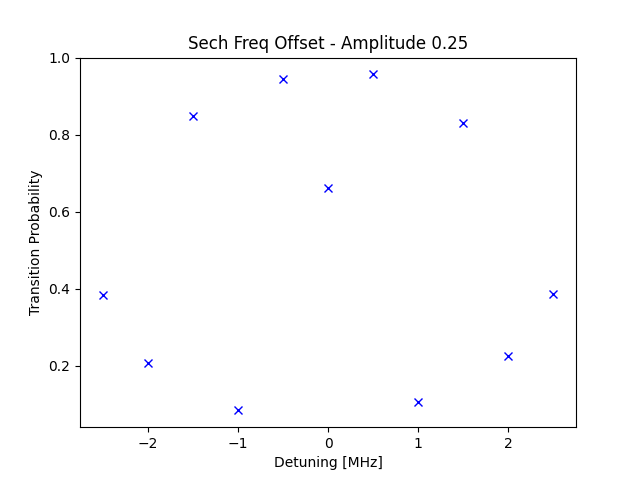 Sech Freq Offset - Amplitude 0.25
1.0
0.8
0.6
0.4
0.2
Transition Probability
−2 −1 0 1 2
Detuning [MHz]